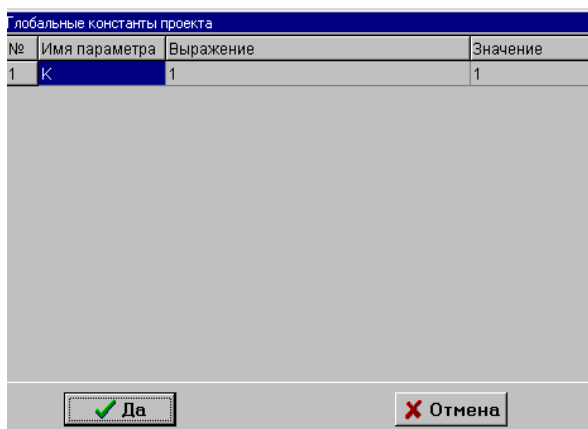 Глобальные константы проекта
№ Имя параметра Выражение Значение
1 K 1 1
Да Отмена